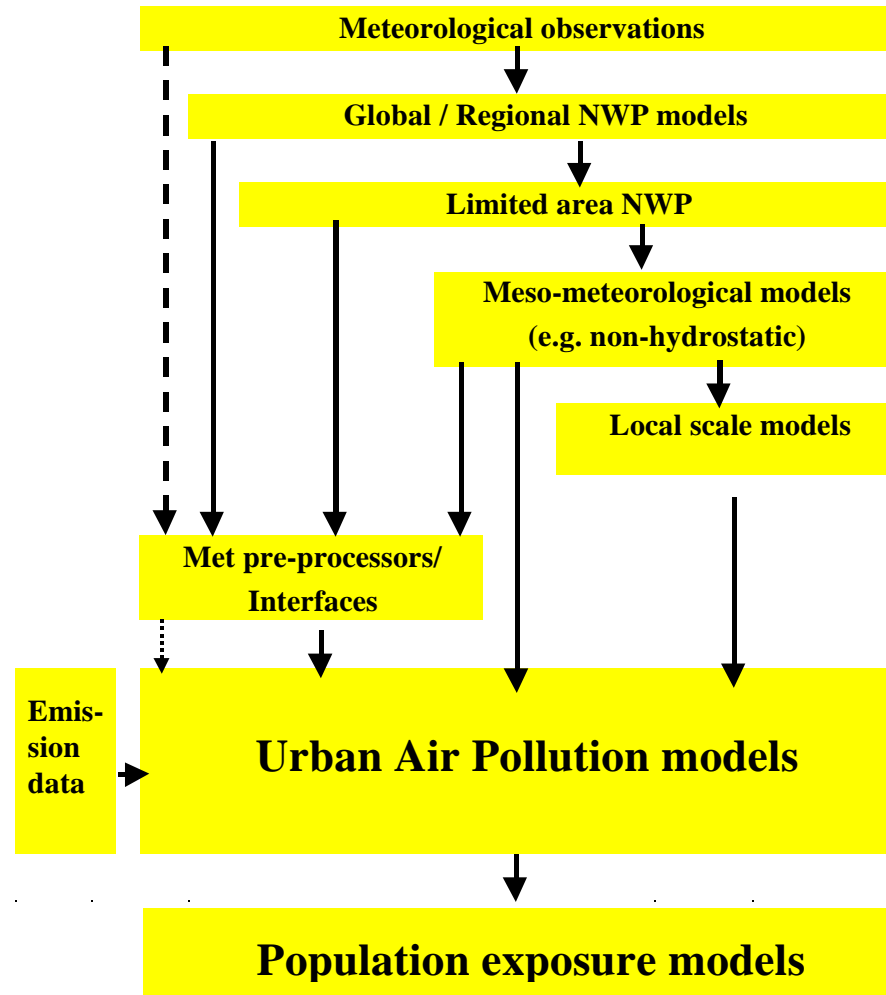 Meteorological observations
Global / Regional NWP models
Limited area NWP
Meso-meteorological models
(e.g. non-hydrostatic)
Local scale models
Met pre-processors/
Interfaces
Emis-
sion
data
Urban Air Pollution models
Population exposure models